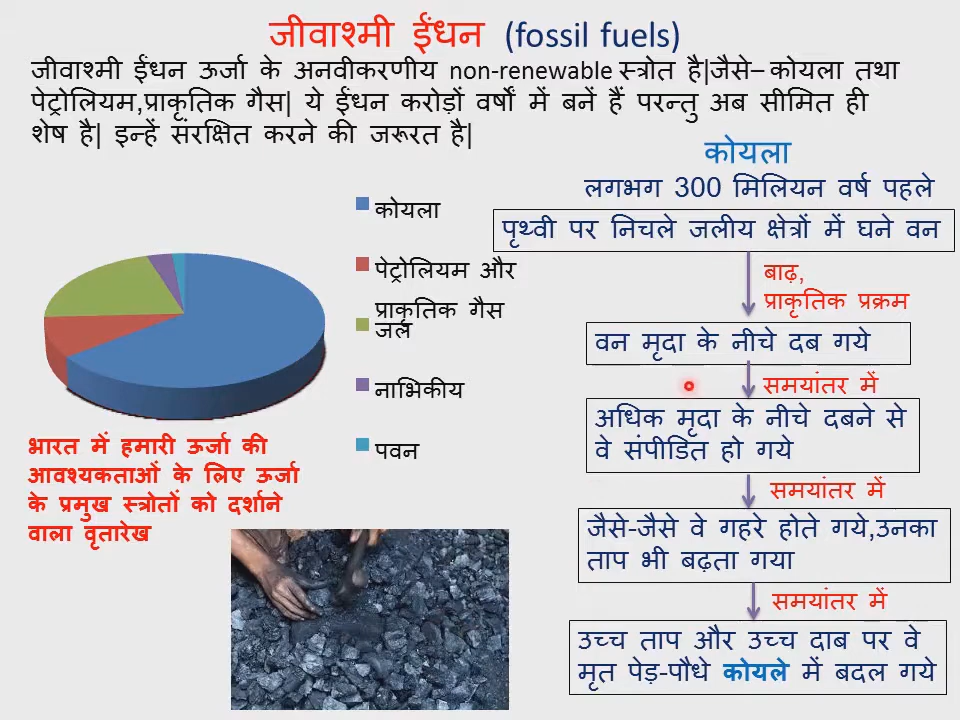 जीवाश्मी ईंधन (fossil fuels)
जीवाश्मी ईंधन ऊर्जा के अनवीकरणीय non-renewable स्त्रोत है|जैसे– कोयला तथा
पेट्रोलियम,प्राकृतिक गैस| ये ईंधन करोड़ों वर्षों में बनें हैं परन्तु अब सीमित ही
शेष है| इन्हें संरक्षित करने की जरूरत है|
कोयला
पेट्रोलियम और
प्राकृतिक गैस
जल
नाभिकीय
पवन
भारत में हमारी ऊर्जा की
आवश्यकताओं के लिए ऊर्जा
के प्रमुख स्त्रोतों को दर्शाने
वाला वृतारेख
कोयला
लगभग 300 मिलियन वर्ष पहले
पृथ्वी पर निचले जलीय क्षेत्रों में घने वन
बाढ़,
प्राकृतिक प्रक्रम
वन मृदा के नीचे दब गये
समयांतर में
अधिक मृदा के नीचे दबने से
वे संपीडित हो गये
समयांतर में
जैसे-जैसे वे गहरे होते गये,उनका
ताप भी बढ़ता गया
समयांतर में
उच्च ताप और उच्च दाब पर वे
मृत पेड़-पौधे कोयले में बदल गये